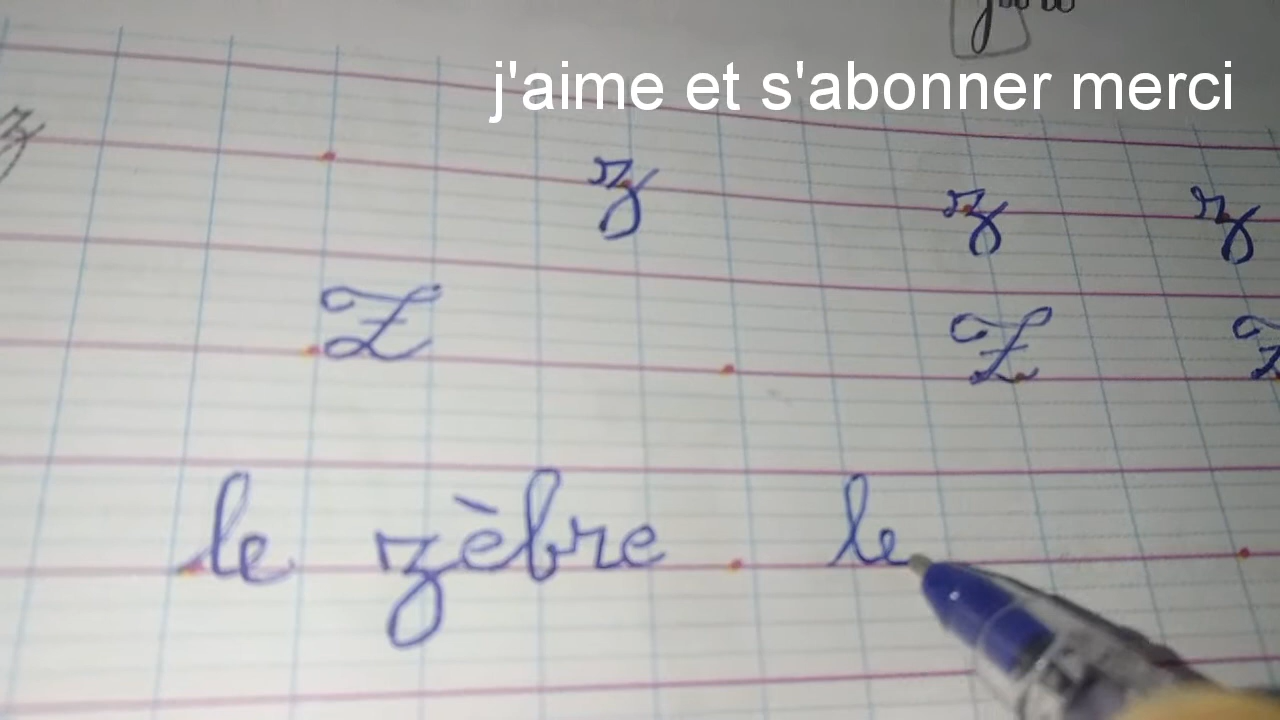 j'aime et s'abonner merci
z z z z
Z Z Z
le zèbre . le